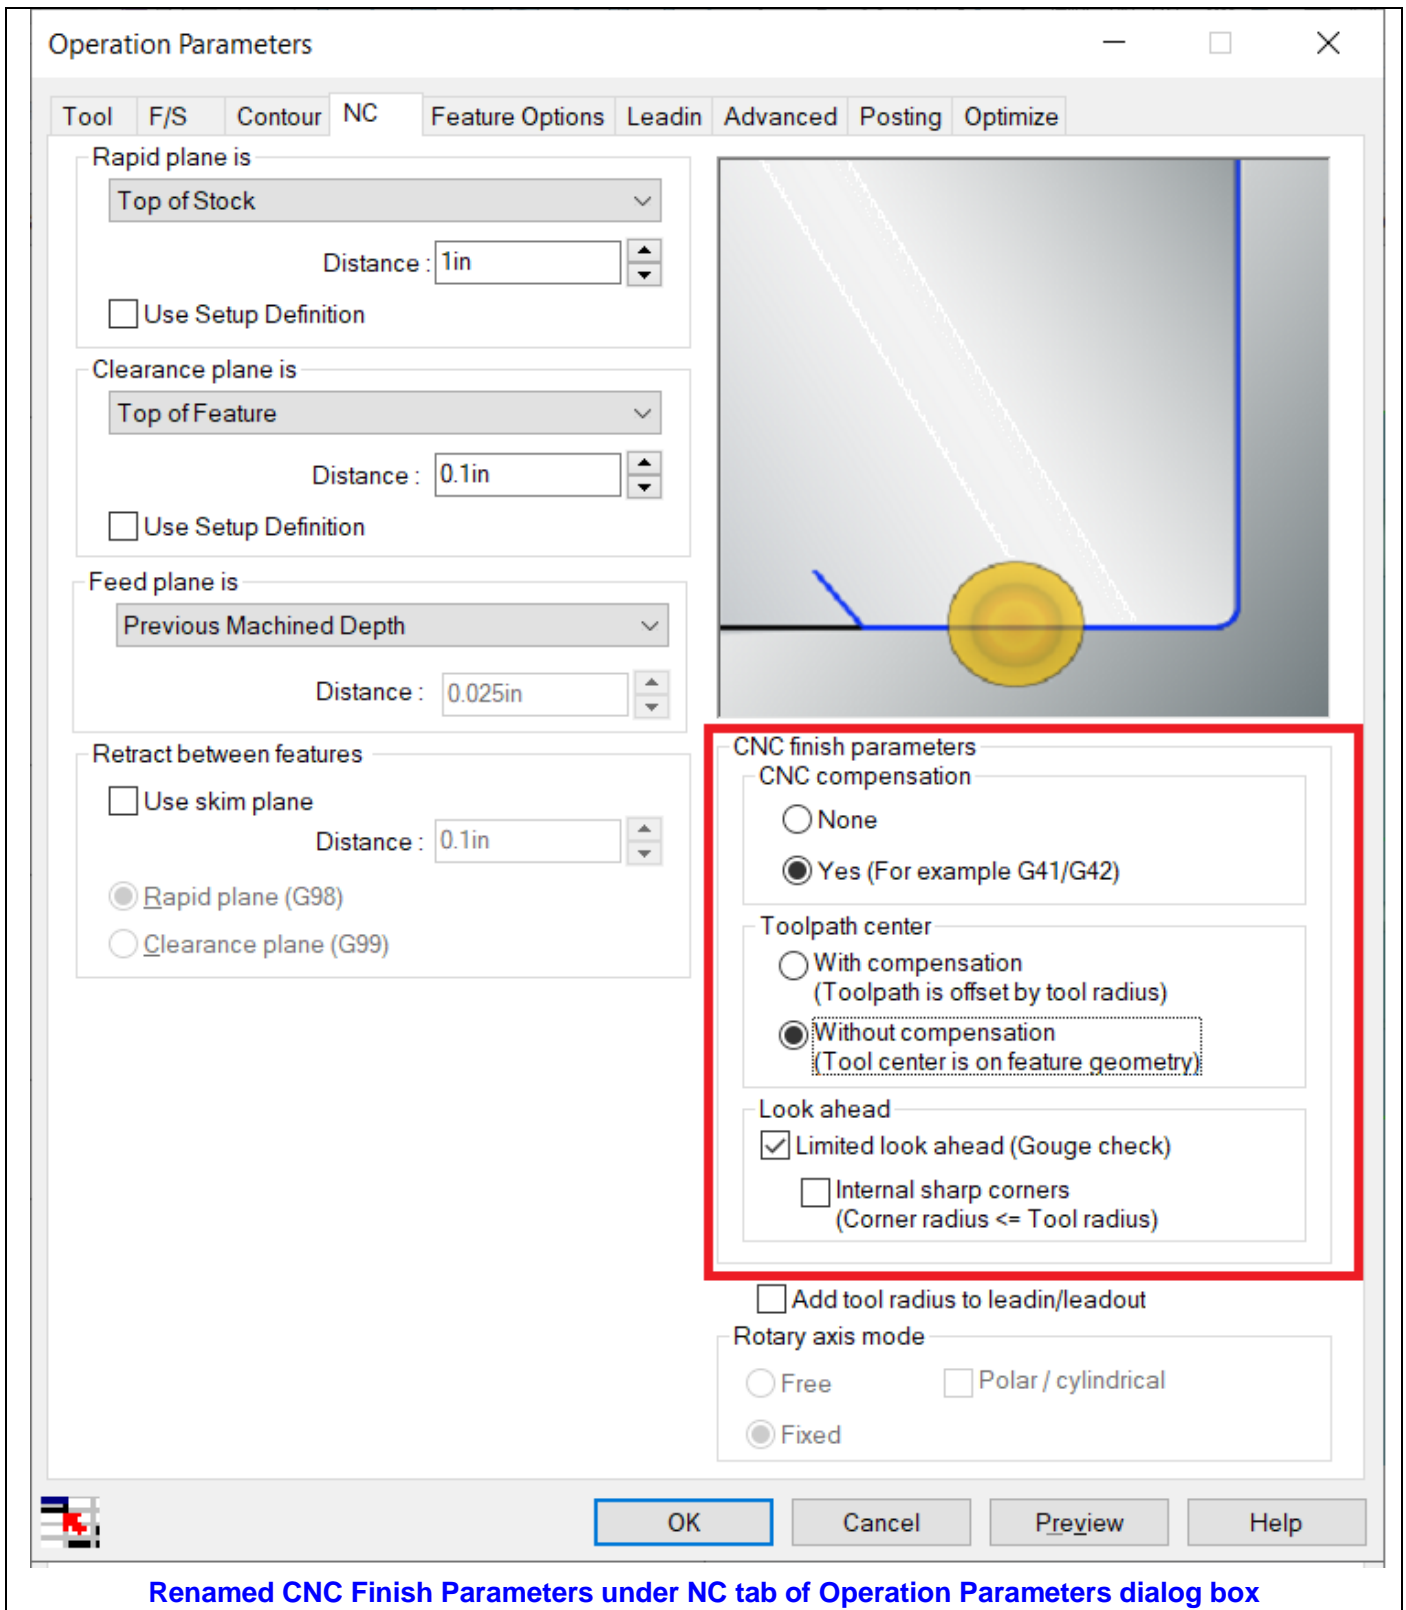 Operation Parameters
Tool F/S Contour NC Feature Options Leadin Advanced Posting Optimize
Rapid plane is
Top of Stock
Distance : 1in
Use Setup Definition
Clearance plane is
Top of Feature
Distance : 0.1in
Use Setup Definition
Feed plane is
Previous Machined Depth
Distance : 0.025in
Retract between features
Use skim plane
Distance : 0.1in
Rapid plane (G98)
Clearance plane (G99)
CNC finish parameters
CNC compensation
None
Yes (For example G41/G42)
Toolpath center
With compensation
(Toolpath is offset by tool radius)
Without compensation
(Tool center is on feature geometry)
Look ahead
Limited look ahead (Gouge check)
Internal sharp corners
(Corner radius <= Tool radius)
Add tool radius to leadin/leadout
Rotary axis mode
Free Polar / cylindrical
Fixed
OK Cancel Preview Help
Renamed CNC Finish Parameters under NC tab of Operation Parameters dialog box